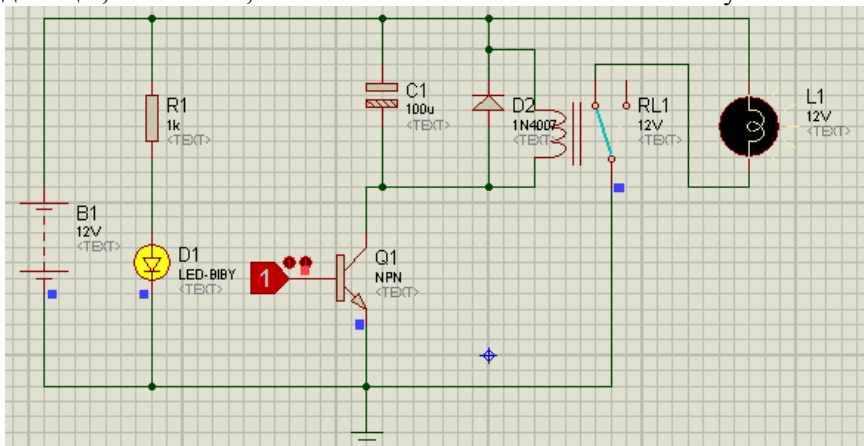 R1
1k
<TEXT>
C1
100u
<TEXT>
D2
1N4007
<TEXT>
RL1
12V
<TEXT>
L1
12V
<TEXT>
B1
12V
<TEXT>
D1
LED-BIBY
<TEXT>
1
Q1
NPN
<TEXT>